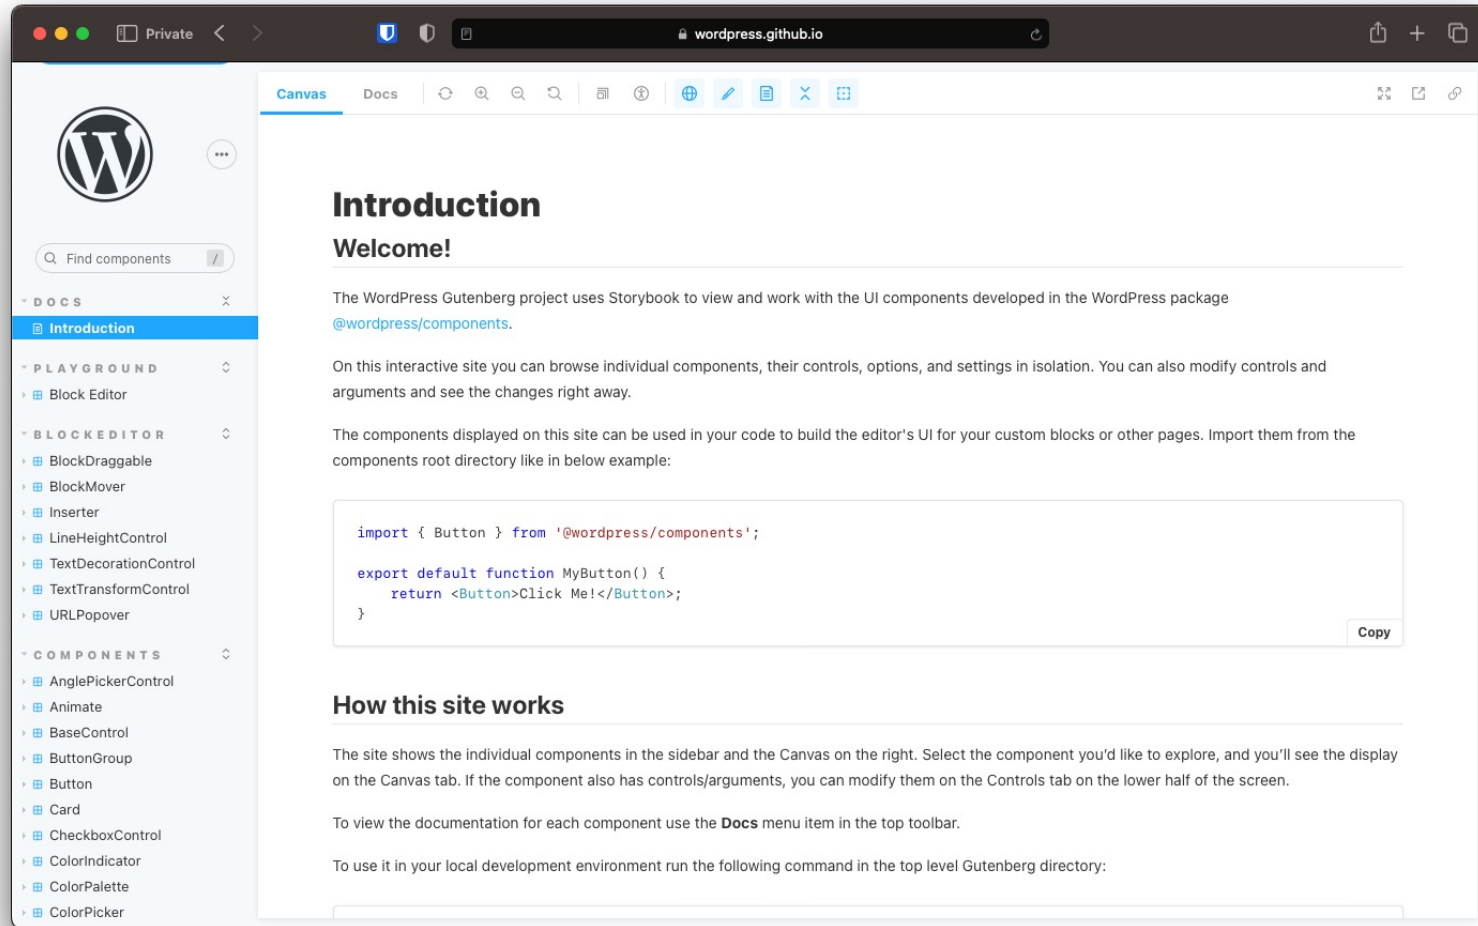 Private
wordpress.github.io
Canvas
Docs
Find components
/
DOCS
Introduction
PLAYGROUND
Block Editor
BLOCKEDITOR
BlockDraggable
BlockMover
Inserter
LineHeightControl
TextDecorationControl
TextTransformControl
URLPopover
COMPONENTS
AnglePickerControl
Animate
BaseControl
ButtonGroup
Button
Card
CheckboxControl
ColorIndicator
ColorPalette
ColorPicker
Introduction
Welcome!
The WordPress Gutenberg project uses Storybook to view and work with the UI components developed in the WordPress package
@wordpress/components.
On this interactive site you can browse individual components, their controls, options, and settings in isolation. You can also modify controls and
arguments and see the changes right away.
The components displayed on this site can be used in your code to build the editor's UI for your custom blocks or other pages. Import them from the
components root directory like in below example:
import { Button } from '@wordpress/components';
export default function MyButton() {
    return <Button>Click Me!</Button>;
}
Copy
How this site works
The site shows the individual components in the sidebar and the Canvas on the right. Select the component you’d like to explore, and you’ll see the display
on the Canvas tab. If the component also has controls/arguments, you can modify them on the Controls tab on the lower half of the screen.
To view the documentation for each component use the Docs menu item in the top toolbar.
To use it in your local development environment run the following command in the top level Gutenberg directory: